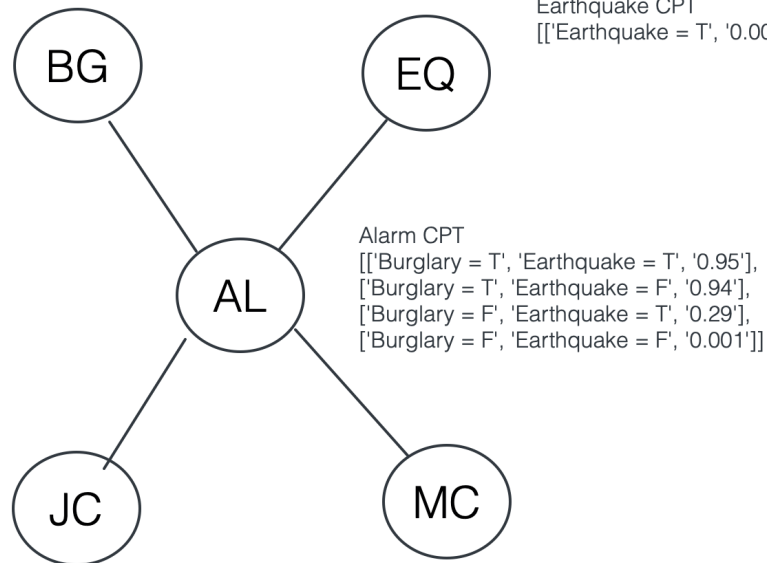 Earthquake CPT
[['Earthquake = T', '0.00
BG
EQ
Alarm CPT
[['Burglary = T', 'Earthquake = T', '0.95'],
['Burglary = T', 'Earthquake = F', '0.94'],
['Burglary = F', 'Earthquake = T', '0.29'],
['Burglary = F', 'Earthquake = F', '0.001']]
AL
JC
MC